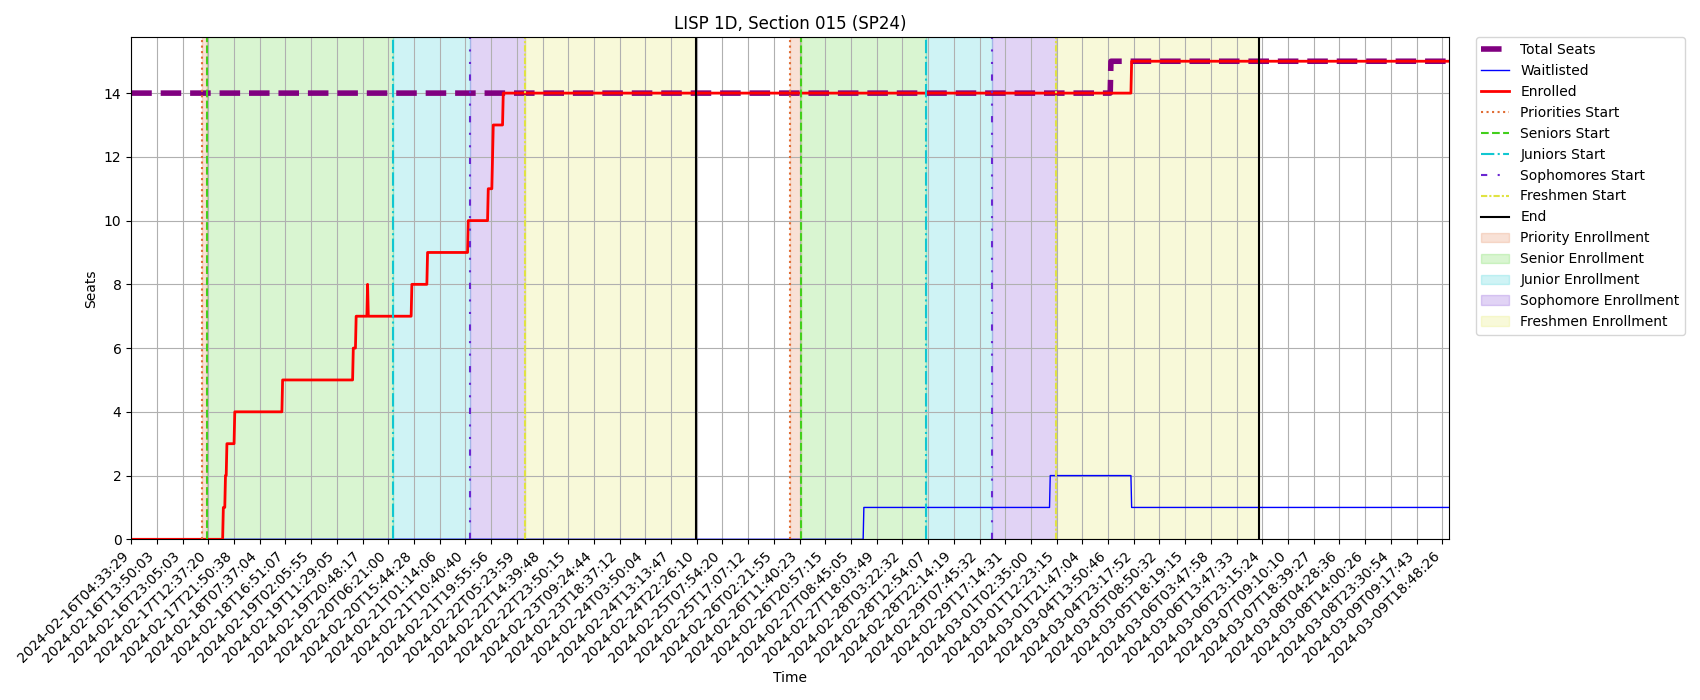 LISP 1D, Section 015 (SP24)
Total Seats
Waitlisted
Enrolled
Priorities Start
Seniors Start
Juniors Start
Sophomores Start
Freshmen Start
End
Priority Enrollment
Senior Enrollment
Junior Enrollment
Sophomore Enrollment
Freshmen Enrollment
Seats
14
12
10
8
6
4
2
0
2024-02-16T04:33:29
2024-02-16T13:50:03
2024-02-16T23:05:03
2024-02-17T12:37:20
2024-02-17T21:50:38
2024-02-18T07:37:04
2024-02-18T16:51:07
2024-02-19T02:05:55
2024-02-19T11:29:05
2024-02-19T20:48:17
2024-02-20T06:21:00
2024-02-20T15:44:28
2024-02-21T01:14:06
2024-02-21T10:40:40
2024-02-21T19:55:56
2024-02-22T05:23:59
2024-02-22T14:39:48
2024-02-22T23:50:15
2024-02-23T09:24:44
2024-02-23T18:37:12
2024-02-24T03:50:04
2024-02-24T13:13:47
2024-02-24T22:26:10
2024-02-25T07:54:20
2024-02-25T17:07:12
2024-02-26T02:21:55
2024-02-26T11:40:23
2024-02-26T20:57:15
2024-02-27T08:45:05
2024-02-27T18:03:49
2024-02-28T03:22:32
2024-02-28T12:54:07
2024-02-28T22:14:19
2024-02-29T07:45:32
2024-02-29T17:14:31
2024-03-01T02:35:00
2024-03-01T12:23:15
2024-03-01T21:47:04
2024-03-04T13:50:46
2024-03-04T23:17:52
2024-03-05T08:50:32
2024-03-05T18:19:15
2024-03-06T03:47:58
2024-03-06T13:47:33
2024-03-06T23:15:24
2024-03-07T09:10:10
2024-03-07T18:39:27
2024-03-08T04:28:36
2024-03-08T14:00:26
2024-03-08T23:30:54
2024-03-09T09:17:43
2024-03-09T18:48:26
Time